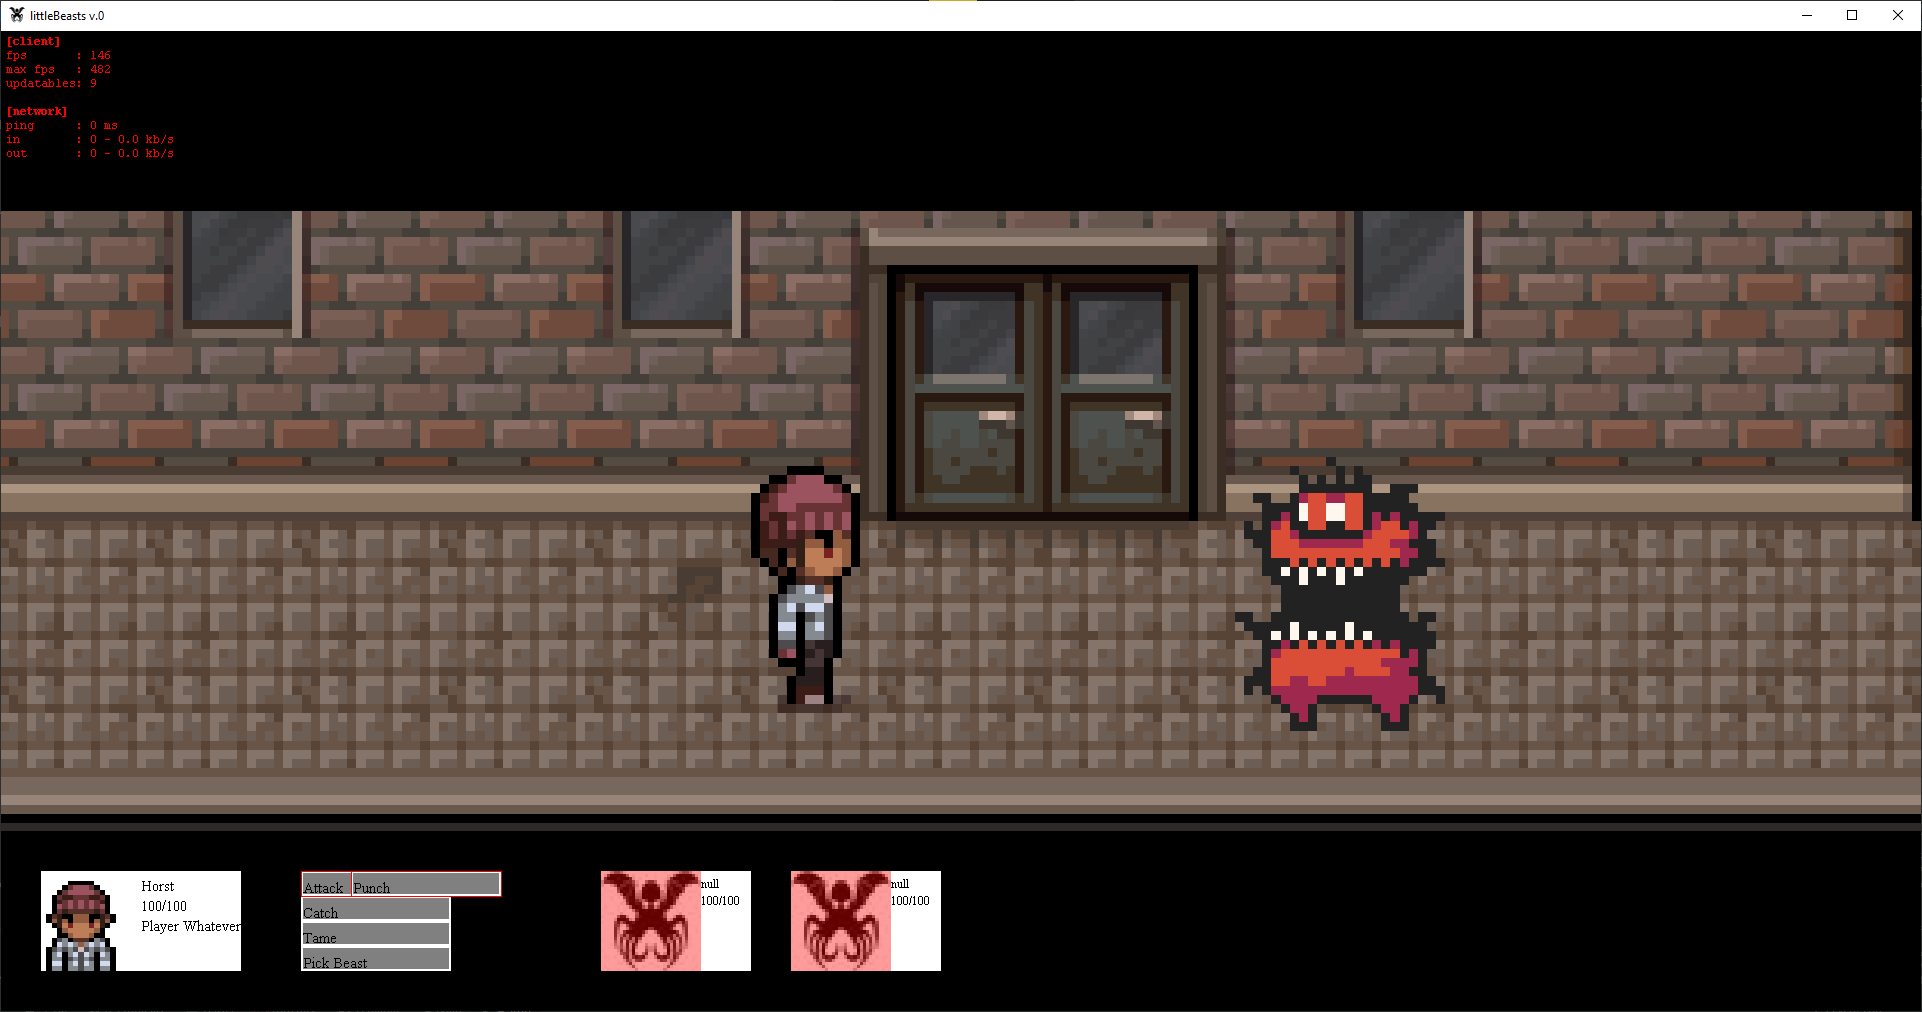 littleBeasts v.0
[client]
fps : 146
max fps : 482
updatables: 9
[network]
ping : 0 ms
in : 0 - 0.0 kb/s
out : 0 - 0.0 kb/s
Horst
100/100
Player Whatever
Attack Punch
Catch
Tame
Pick Beast
null
100/100
null
100/100